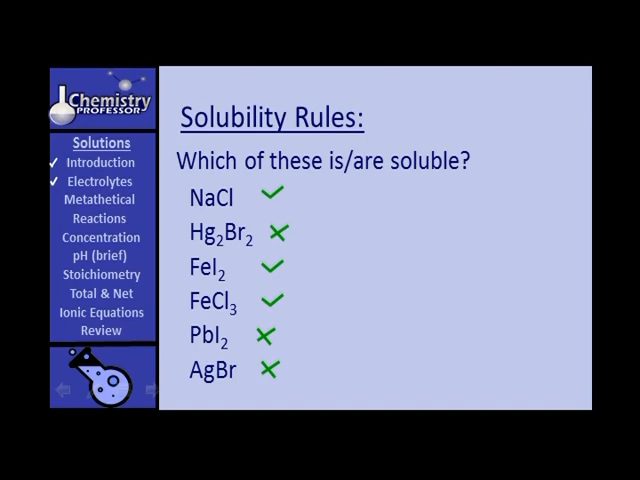 Chemistry
PROFESSOR
Solutions
✓ Introduction
✓ Electrolytes
Metathetical
Reactions
Concentration
pH (brief)
Stoichiometry
Total & Net
Ionic Equations
Review
Solubility Rules:
Which of these is/are soluble?
NaCl ✓
Hg₂Br₂ ✗
FeI₂ ✓
FeCl₃ ✓
PbI₂ ✗
AgBr ✗